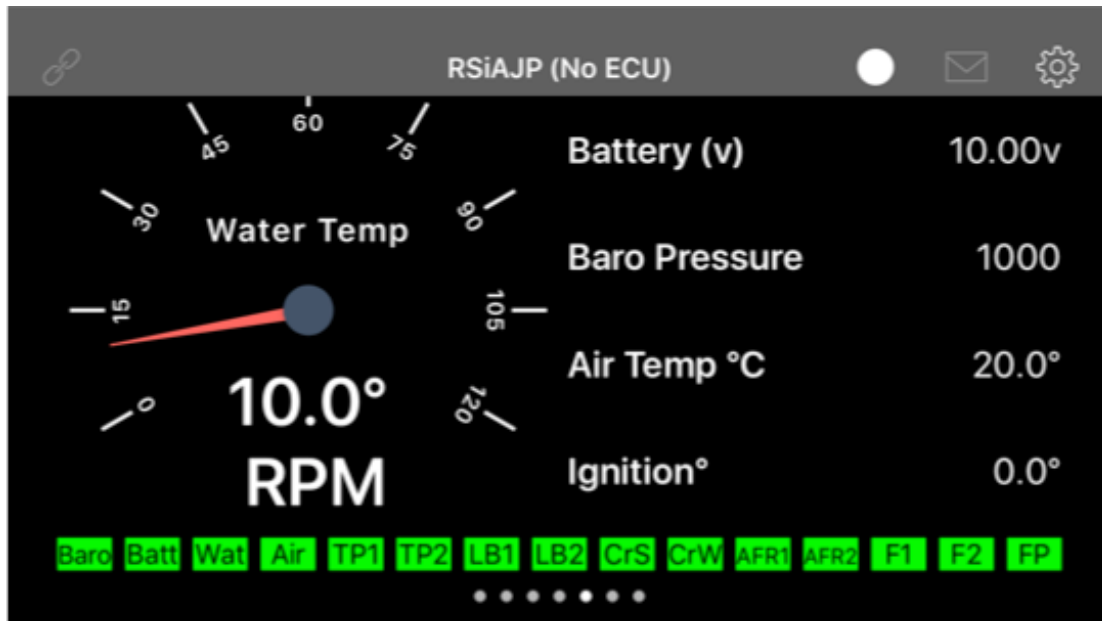 RSiAJP (No ECU)
0
15
30
45
60
75
90
105
120
Water Temp
10.0°
RPM
Battery (v) 10.00v
Baro Pressure 1000
Air Temp °C 20.0°
Ignition° 0.0°
Baro Batt Wat Air TP1 TP2 LB1 LB2 CrS CrW AFR1 AFR2 F1 F2 FP